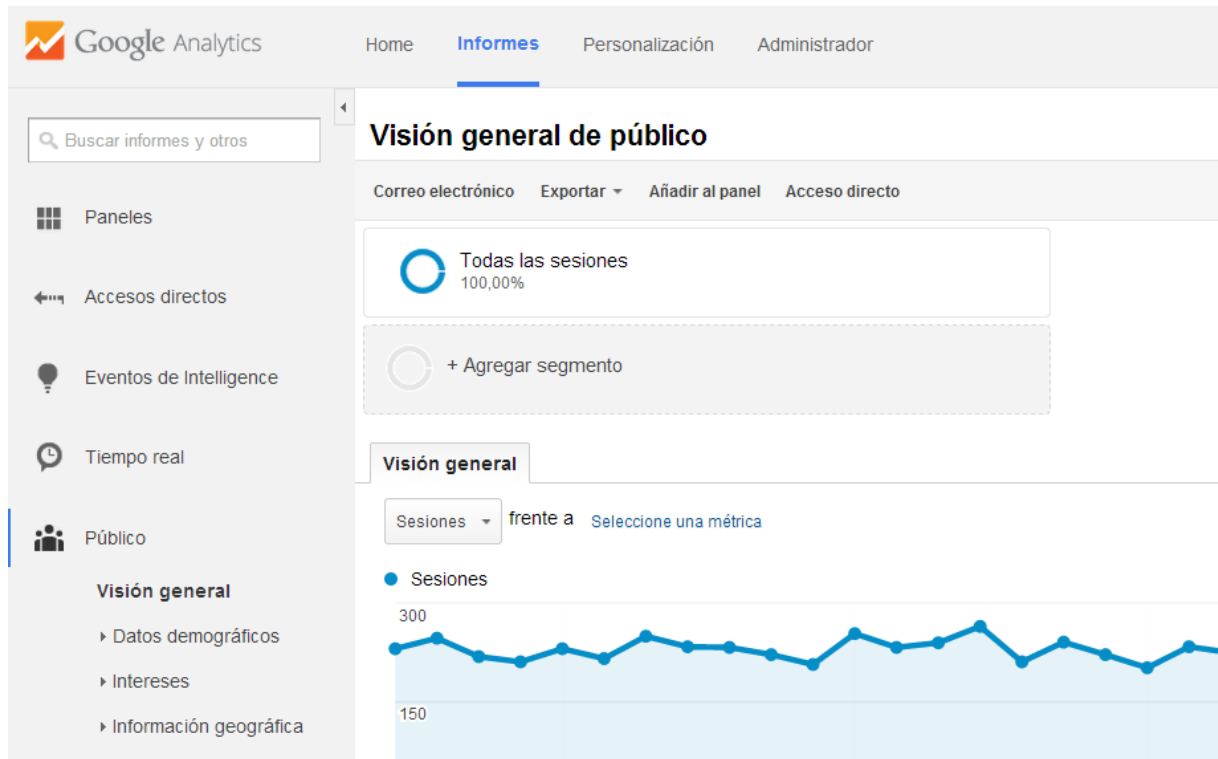 Google Analytics
Home Informes Personalización Administrador
Buscar informes y otros
Paneles
Accesos directos
Eventos de Intelligence
Tiempo real
Público
Visión general
Datos demográficos
Intereses
Información geográfica
Visión general de público
Correo electrónico Exportar Añadir al panel Acceso directo
Todas las sesiones
100,00%
+ Agregar segmento
Visión general
Sesiones frente a Seleccione una métrica
Sesiones
300
150